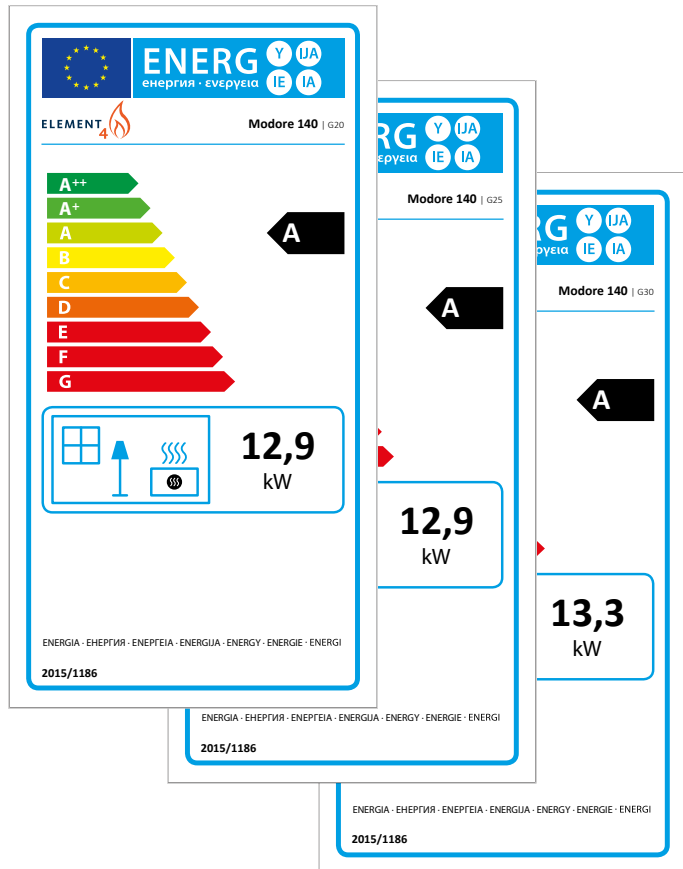 ENERG Y IJA
енергия · ενεργεια IE IA
ELEMENT 4 Modore 140 | G20
A++
A+
A
A
B
C
D
E
F
G
12,9
kW
ENERGIA · ЕНЕРГИЯ · ΕΝΕΡΓΕΙΑ · ENERGIJA · ENERGY · ENERGIE · ENERGI
2015/1186
RG Y IJA
εργεια IE IA
Modore 140 | G25
A
12,9
kW
ENERGIA · ЕНЕРГИЯ · ΕΝΕΡΓΕΙΑ · ENERGIJA · ENERGY · ENERGIE · ENERGI
2015/1186
G Y IJA
ργεια IE IA
Modore 140 | G30
A
13,3
kW
ENERGIA · ЕНЕРГИЯ · ΕΝΕΡΓΕΙΑ · ENERGIJA · ENERGY · ENERGIE · ENERGI
2015/1186